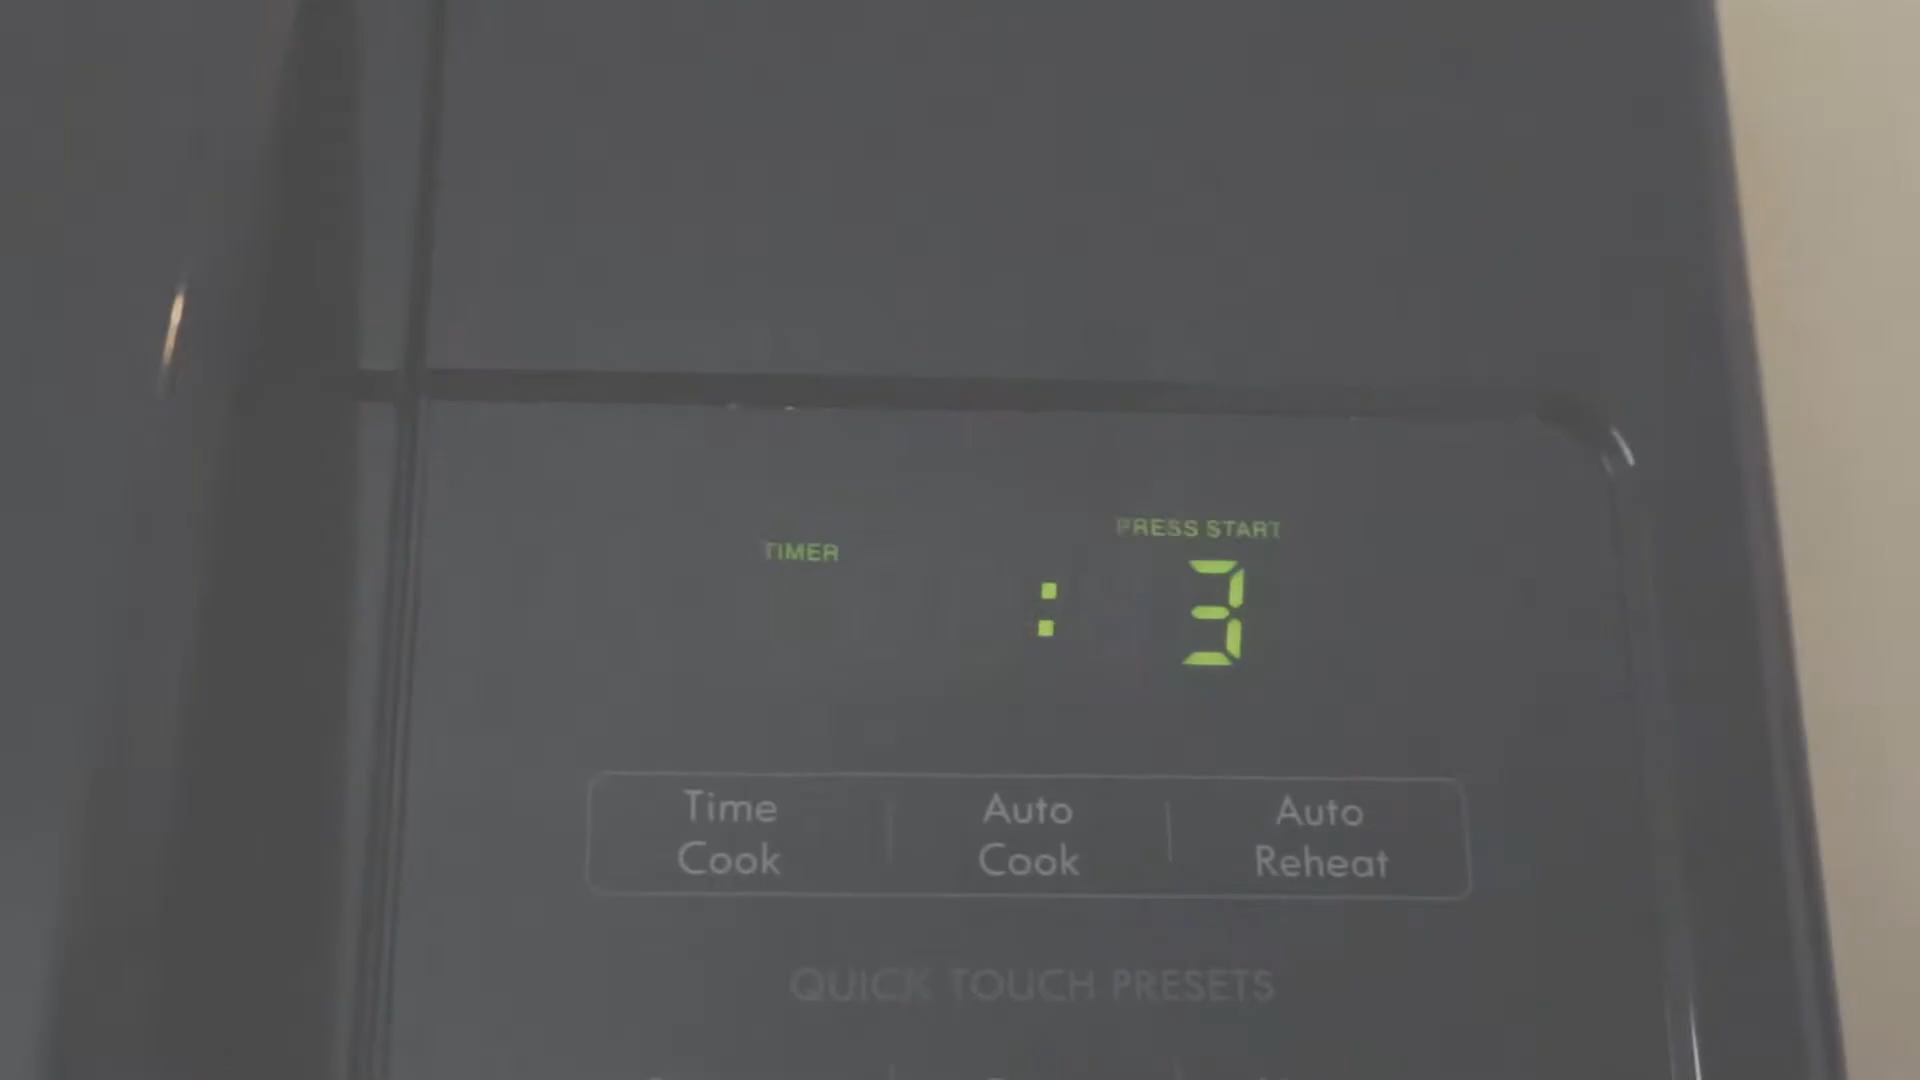 TIMER
PRESS START
: 3
Time Cook
Auto Cook
Auto Reheat
QUICK TOUCH PRESETS